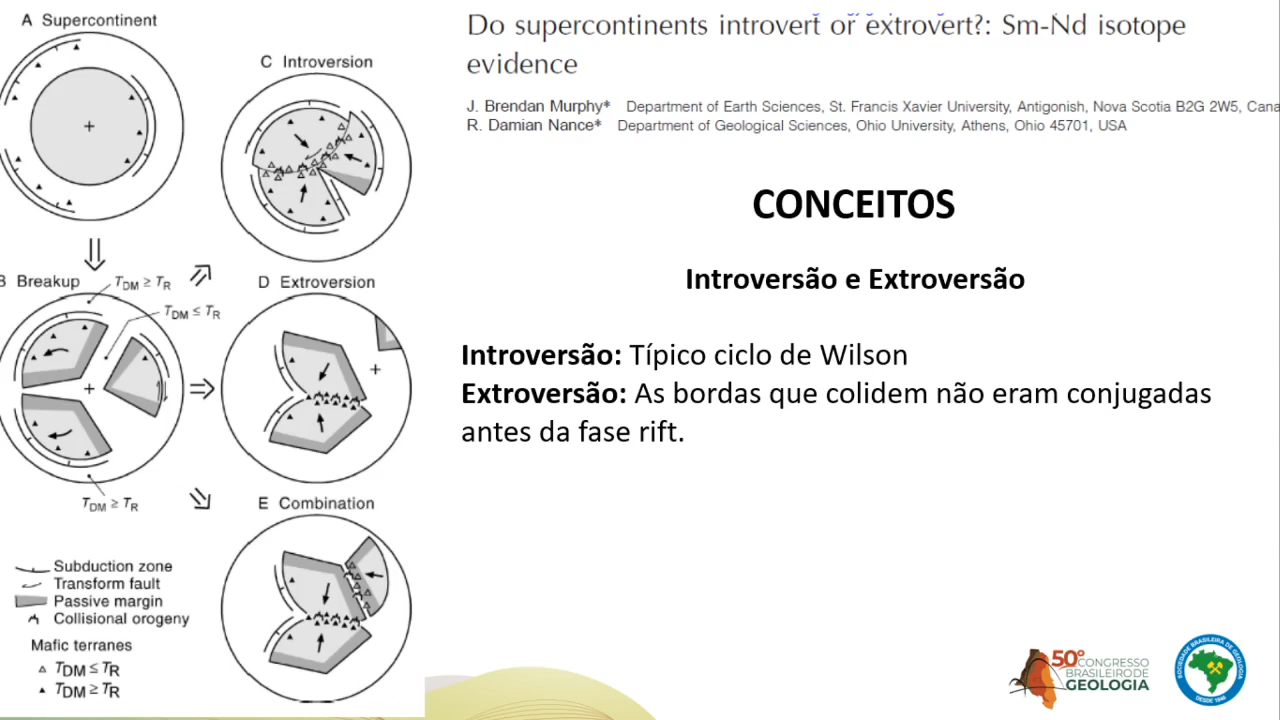 A Supercontinent
C Introversion
B Breakup
T_DM ≥ T_R
T_DM ≤ T_R
D Extroversion
T_DM ≥ T_R
E Combination
Subduction zone
Transform fault
Passive margin
Collisional orogeny
Mafic terranes
T_DM ≤ T_R
T_DM ≥ T_R
Do supercontinents introvert or extrovert?: Sm-Nd isotope
evidence
J. Brendan Murphy* Department of Earth Sciences, St. Francis Xavier University, Antigonish, Nova Scotia B2G 2W5, Cana
R. Damian Nance* Department of Geological Sciences, Ohio University, Athens, Ohio 45701, USA
CONCEITOS
Introversão e Extroversão
Introversão: Típico ciclo de Wilson
Extroversão: As bordas que colidem não eram conjugadas
antes da fase rift.
50º CONGRESSO
BRASILEIRO DE
GEOLOGIA
SOCIEDADE BRASILEIRA DE GEOLOGIA
DESDE 1946